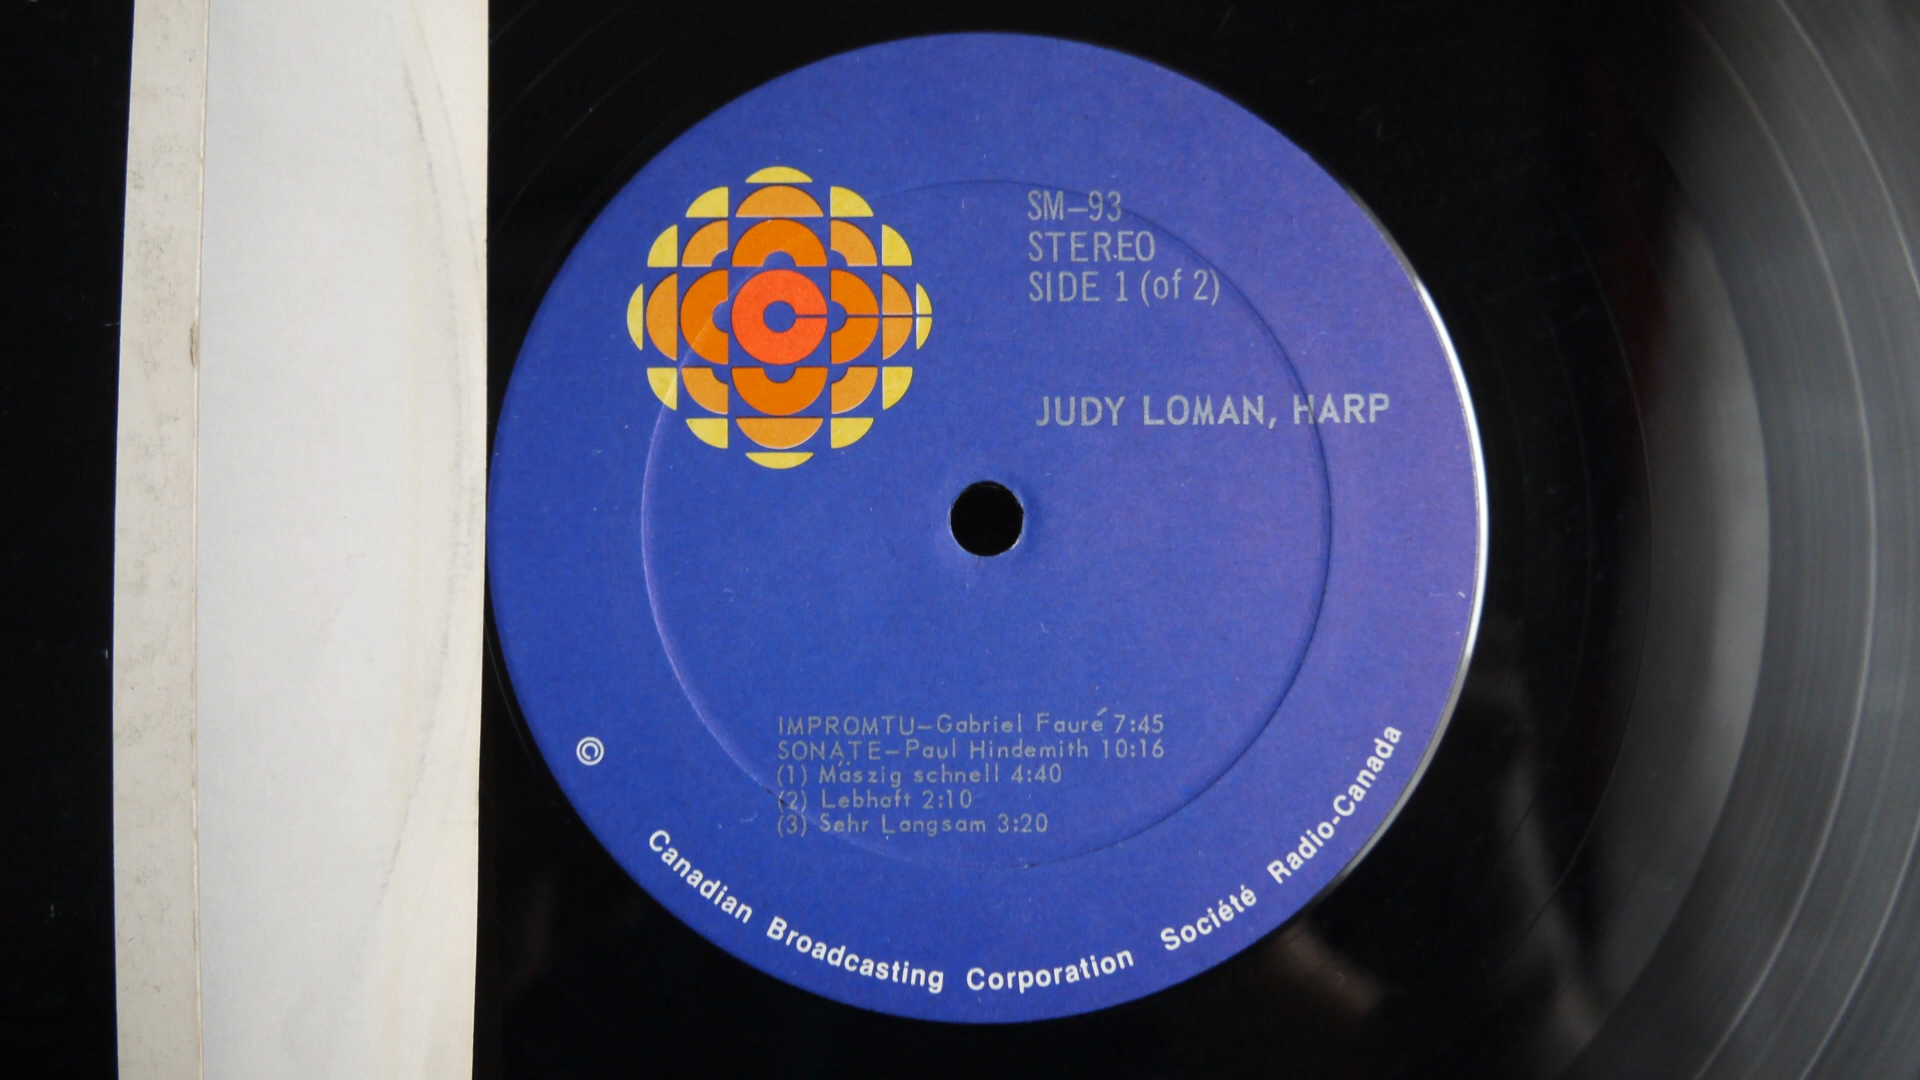 SM-93
STEREO
SIDE 1 (of 2)
JUDY LOMAN, HARP
IMPROMTU-Gabriel Fauré 7:45
SONATE-Paul Hindemith 10:16
(1) Mäszig schnell 4:40
(2) Lebhaft 2:10
(3) Sehr Langsam 3:20
©
Canadian Broadcasting Corporation Société Radio-Canada